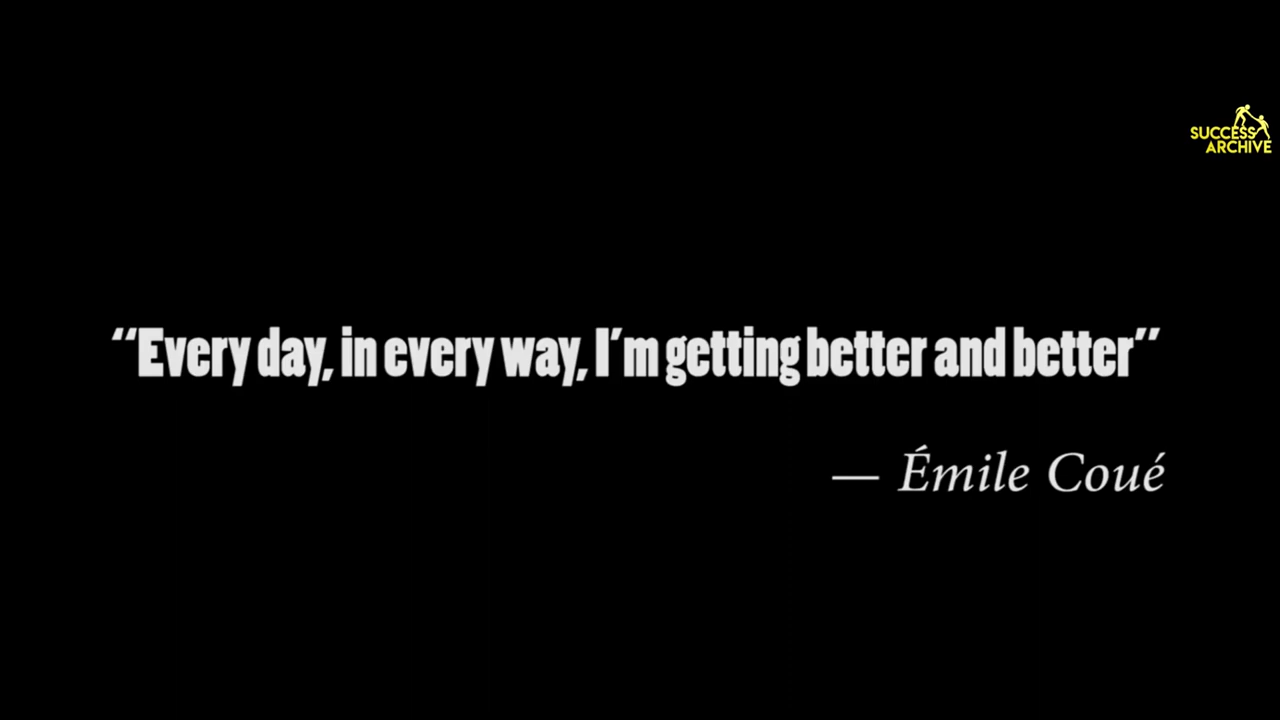 SUCCESS
ARCHIVE
“Every day, in every way, I'm getting better and better”
— Émile Coué